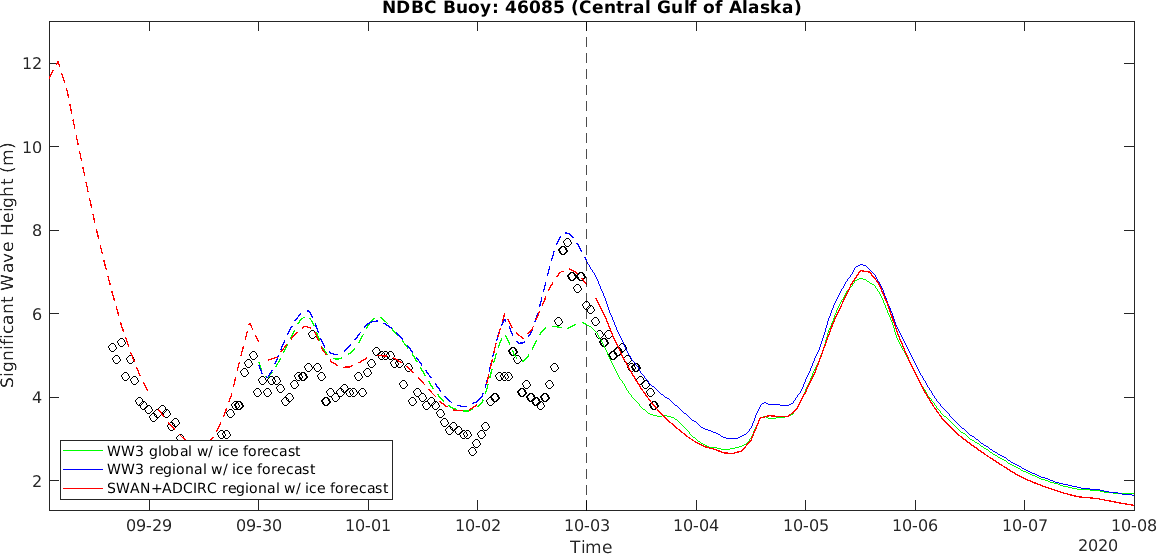 NDBC Buoy: 46085 (Central Gulf of Alaska)
Significant Wave Height (m)
12
10
8
6
4
2
WW3 global w/ ice forecast
WW3 regional w/ ice forecast
SWAN+ADCIRC regional w/ ice forecast
09-29 09-30 10-01 10-02 10-03 10-04 10-05 10-06 10-07 10-08
Time
2020